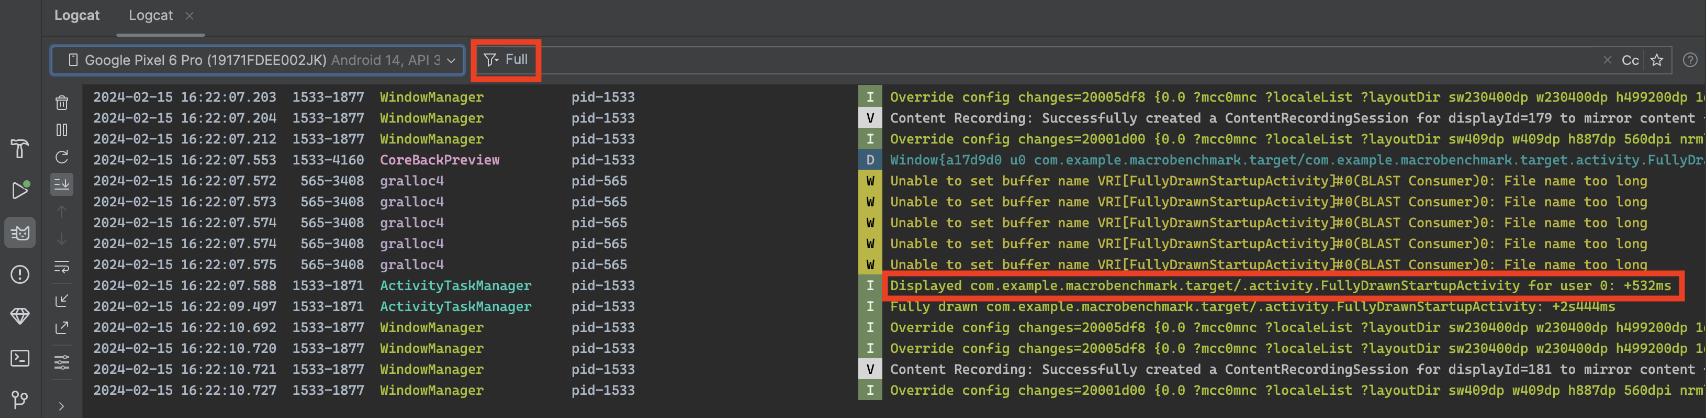 Logcat Logcat
Google Pixel 6 Pro (19171FDEE002JK) Android 14, API 3 Full Cc
2024-02-15 16:22:07.203 1533-1877 WindowManager pid-1533 I Override config changes=20005df8 {0.0 ?mcc0mnc ?localeList ?layoutDir sw230400dp w230400dp h499200dp 1
2024-02-15 16:22:07.204 1533-1877 WindowManager pid-1533 V Content Recording: Successfully created a ContentRecordingSession for displayId=179 to mirror content
2024-02-15 16:22:07.212 1533-1877 WindowManager pid-1533 I Override config changes=20001d00 {0.0 ?mcc0mnc ?localeList ?layoutDir sw409dp w409dp h887dp 560dpi nrm
2024-02-15 16:22:07.553 1533-4160 CoreBackPreview pid-1533 D Window{a17d9d0 u0 com.example.macrobenchmark.target/com.example.macrobenchmark.target.activity.FullyDra
2024-02-15 16:22:07.572 565-3408 gralloc4 pid-565 W Unable to set buffer name VRI[FullyDrawnStartupActivity]#0(BLAST Consumer)0: File name too long
2024-02-15 16:22:07.573 565-3408 gralloc4 pid-565 W Unable to set buffer name VRI[FullyDrawnStartupActivity]#0(BLAST Consumer)0: File name too long
2024-02-15 16:22:07.574 565-3408 gralloc4 pid-565 W Unable to set buffer name VRI[FullyDrawnStartupActivity]#0(BLAST Consumer)0: File name too long
2024-02-15 16:22:07.574 565-3408 gralloc4 pid-565 W Unable to set buffer name VRI[FullyDrawnStartupActivity]#0(BLAST Consumer)0: File name too long
2024-02-15 16:22:07.575 565-3408 gralloc4 pid-565 W Unable to set buffer name VRI[FullyDrawnStartupActivity]#0(BLAST Consumer)0: File name too long
2024-02-15 16:22:07.588 1533-1871 ActivityTaskManager pid-1533 I Displayed com.example.macrobenchmark.target/.activity.FullyDrawnStartupActivity for user 0: +532ms
2024-02-15 16:22:09.497 1533-1871 ActivityTaskManager pid-1533 I Fully drawn com.example.macrobenchmark.target/.activity.FullyDrawnStartupActivity: +2s444ms
2024-02-15 16:22:10.692 1533-1877 WindowManager pid-1533 I Override config changes=20005df8 {0.0 ?mcc0mnc ?localeList ?layoutDir sw230400dp w230400dp h499200dp 1
2024-02-15 16:22:10.720 1533-1877 WindowManager pid-1533 I Override config changes=20005df8 {0.0 ?mcc0mnc ?localeList ?layoutDir sw230400dp w230400dp h499200dp 1
2024-02-15 16:22:10.721 1533-1877 WindowManager pid-1533 V Content Recording: Successfully created a ContentRecordingSession for displayId=181 to mirror content
2024-02-15 16:22:10.727 1533-1877 WindowManager pid-1533 I Override config changes=20001d00 {0.0 ?mcc0mnc ?localeList ?layoutDir sw409dp w409dp h887dp 560dpi nrm